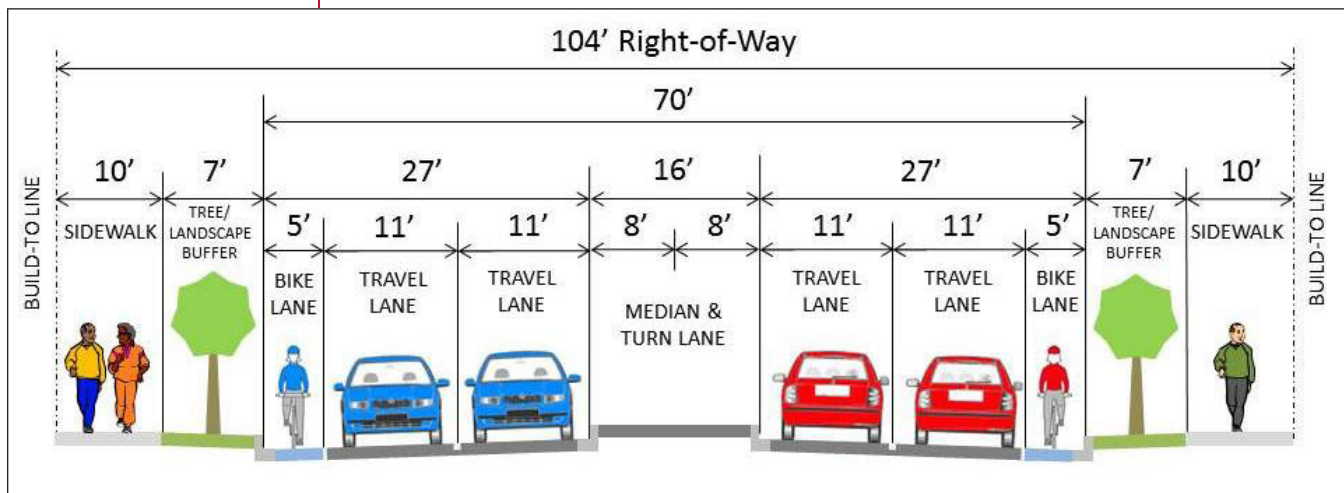 104’ Right-of-Way
70’
10’ 7’ 27’ 16’ 27’ 7’ 10’
BUILD-TO LINE
SIDEWALK
TREE/
LANDSCAPE
BUFFER
5’ 11’ 11’ 8’ 8’ 11’ 11’ 5’
BIKE
LANE
TRAVEL
LANE
TRAVEL
LANE
MEDIAN &
TURN LANE
TRAVEL
LANE
TRAVEL
LANE
BIKE
LANE
TREE/
LANDSCAPE
BUFFER
SIDEWALK
BUILD-TO LINE